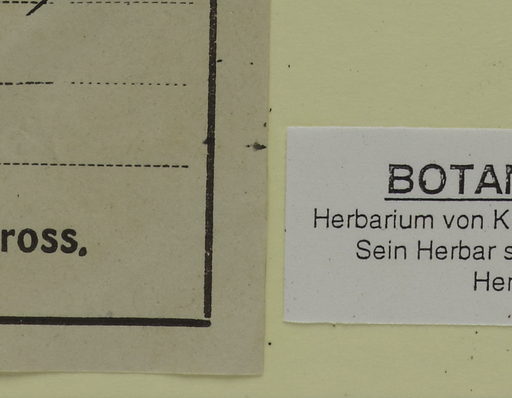 ross.
BOTAN
Herbarium von K
Sein Herbar s
Her